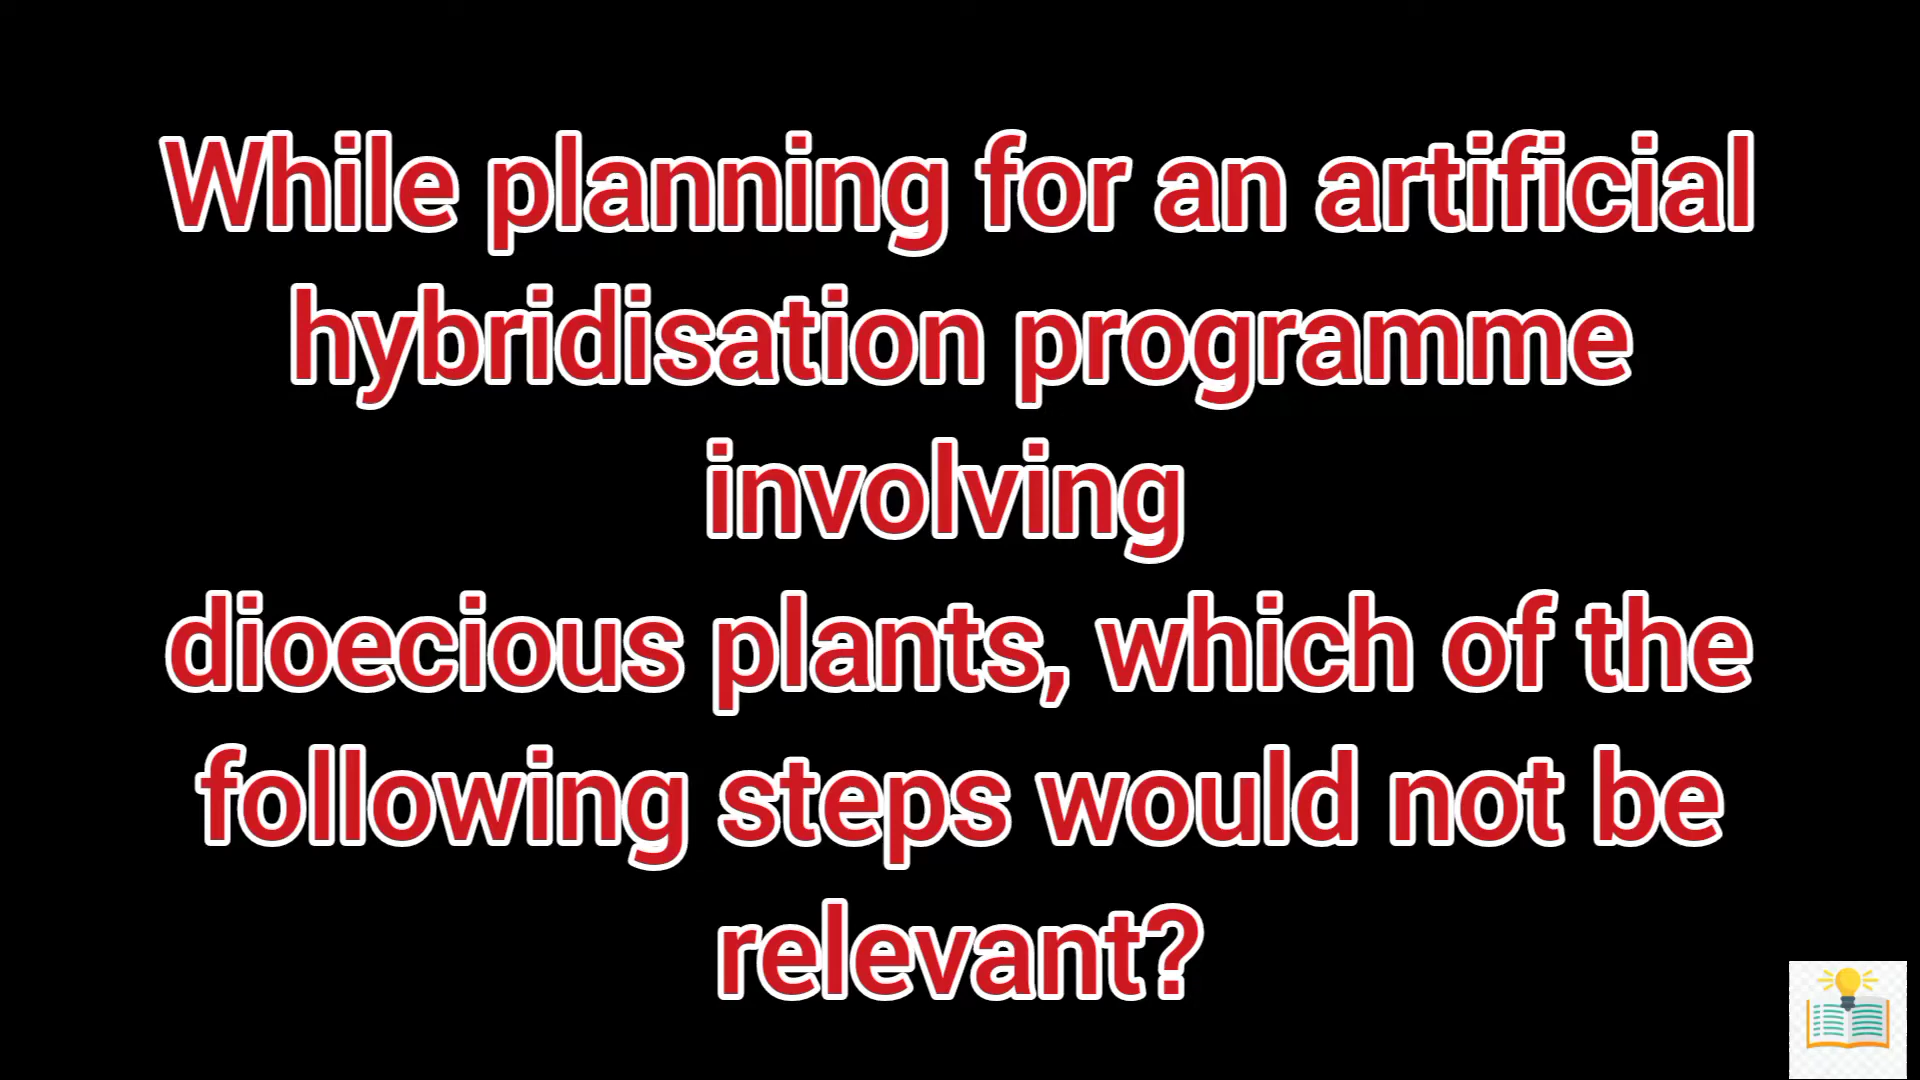 While planning for an artificial
hybridisation programme
involving
dioecious plants, which of the
following steps would not be
relevant?